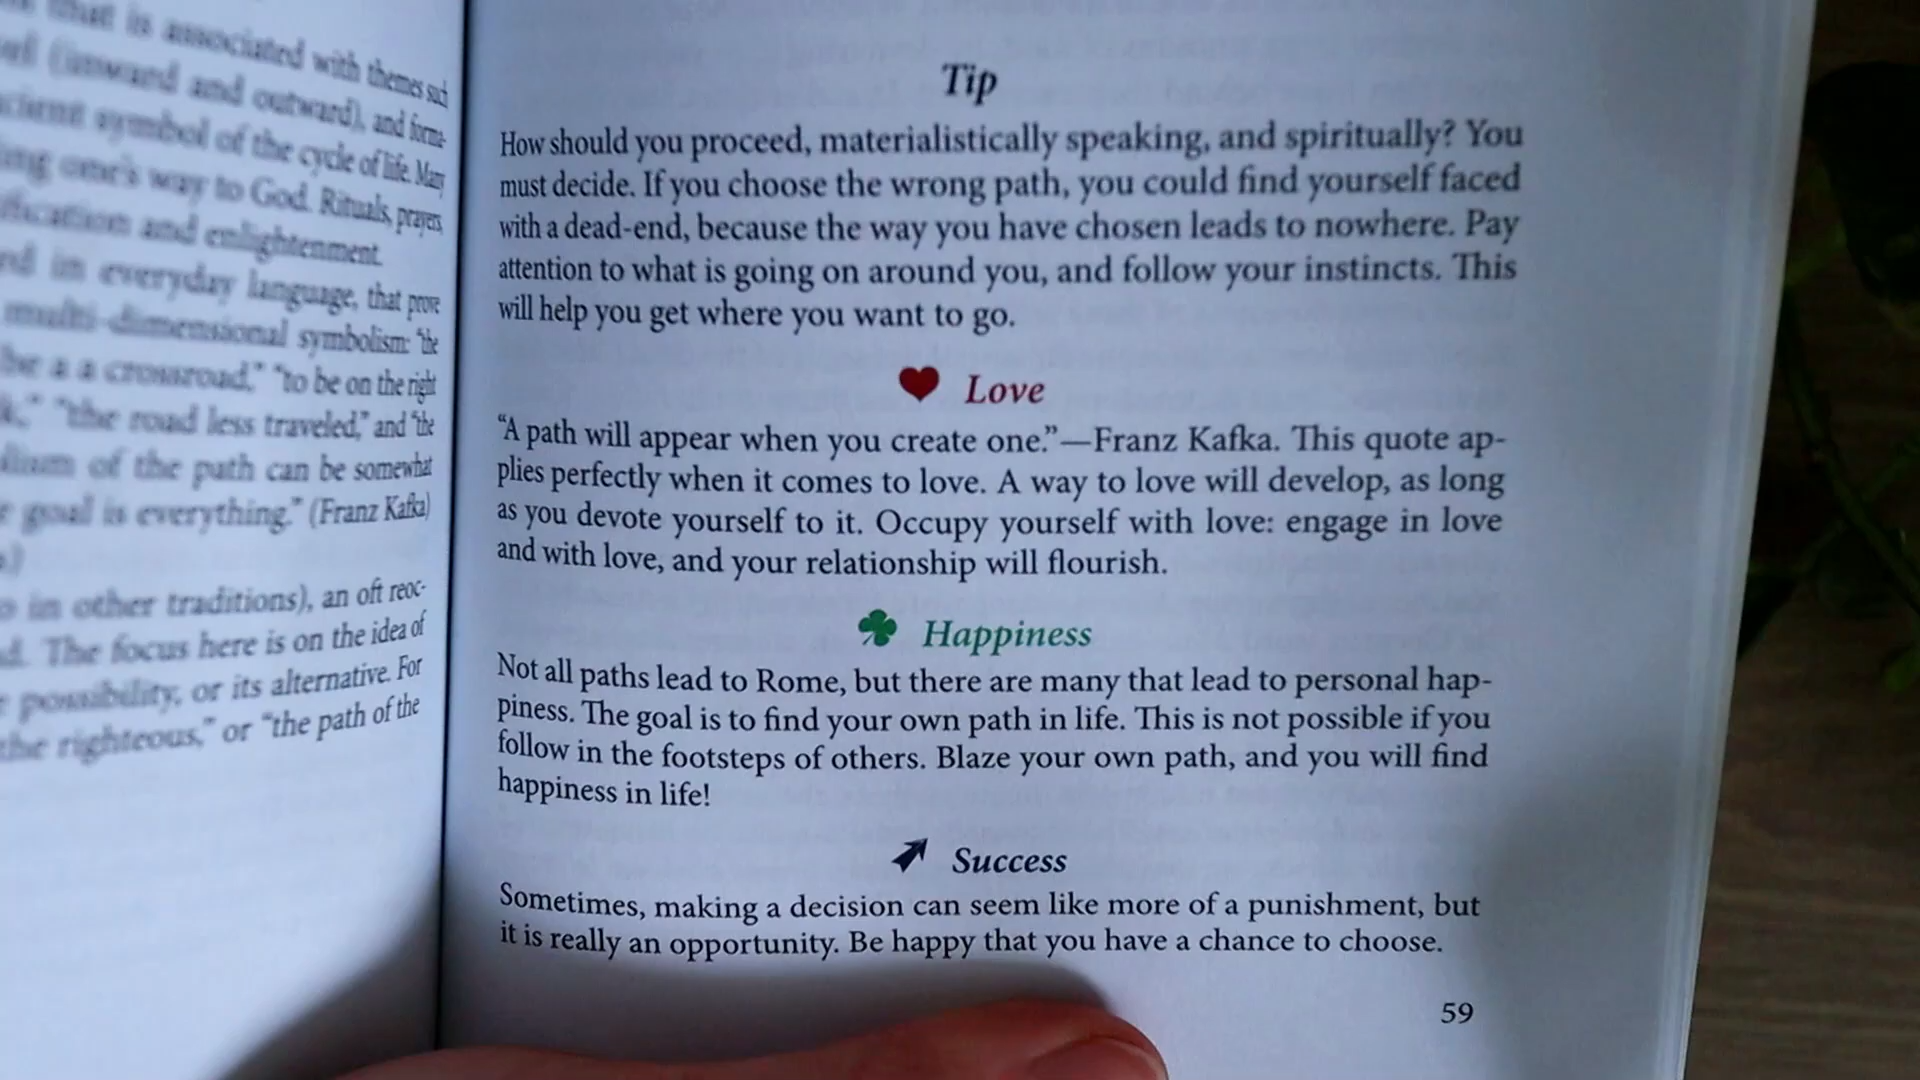 what is associated with themes such
(inward and outward), and forme-
ancient symbol of the cycle of life. Many
one's way to God. Rituals, prayers,
and enlightenment.
in everyday language, that prove
multi-dimensional symbolism: "the
be a a crossroad," "to be on the right
"the road less traveled," and "the
of the path can be somewhat
goal is everything." (Franz Kafka)
in other traditions), an oft reoc-
The focus here is on the idea of
possibility, or its alternative. For
the righteous," or "the path of the
Tip
How should you proceed, materialistically speaking, and spiritually? You
must decide. If you choose the wrong path, you could find yourself faced
with a dead-end, because the way you have chosen leads to nowhere. Pay
attention to what is going on around you, and follow your instincts. This
will help you get where you want to go.
Love
“A path will appear when you create one.”—Franz Kafka. This quote ap-
plies perfectly when it comes to love. A way to love will develop, as long
as you devote yourself to it. Occupy yourself with love: engage in love
and with love, and your relationship will flourish.
Happiness
Not all paths lead to Rome, but there are many that lead to personal hap-
piness. The goal is to find your own path in life. This is not possible if you
follow in the footsteps of others. Blaze your own path, and you will find
happiness in life!
Success
Sometimes, making a decision can seem like more of a punishment, but
it is really an opportunity. Be happy that you have a chance to choose.
59